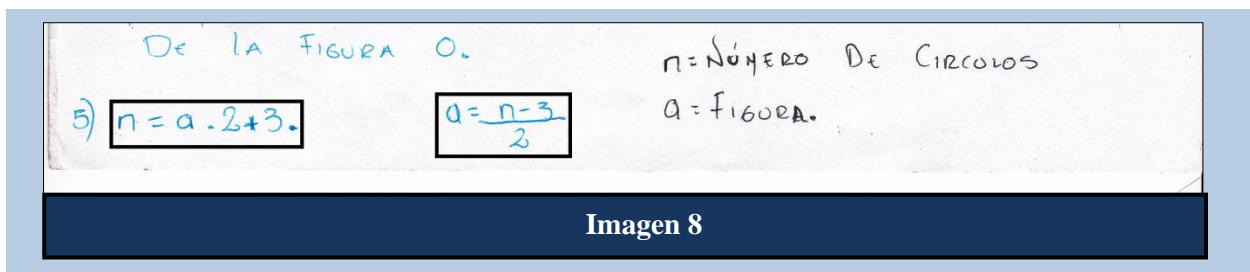 De la FIGURA 0.
n = NÚMERO De CIRCULOS
a = FIGURA.
5) n = a . 2 + 3.
a = n - 3 / 2
Imagen 8